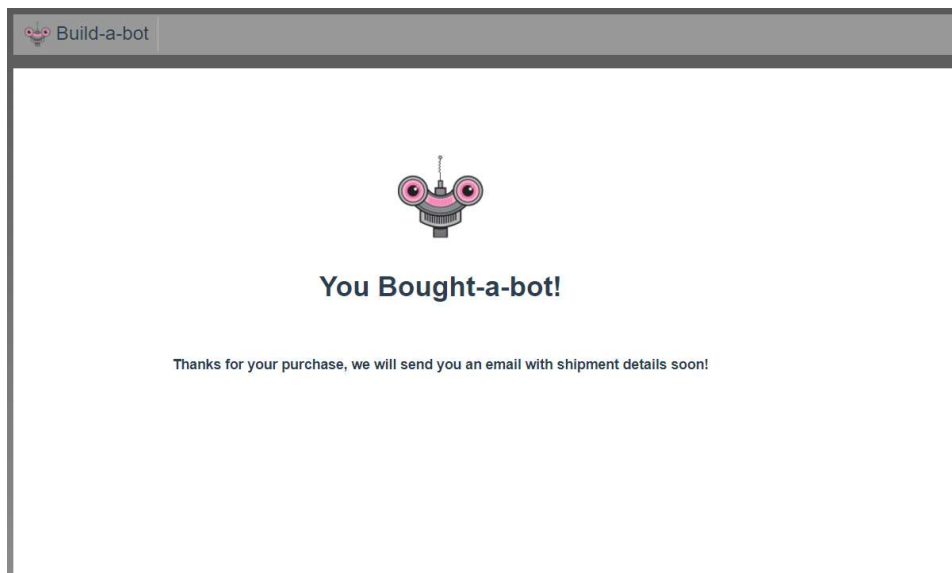 Build-a-bot
You Bought-a-bot!
Thanks for your purchase, we will send you an email with shipment details soon!